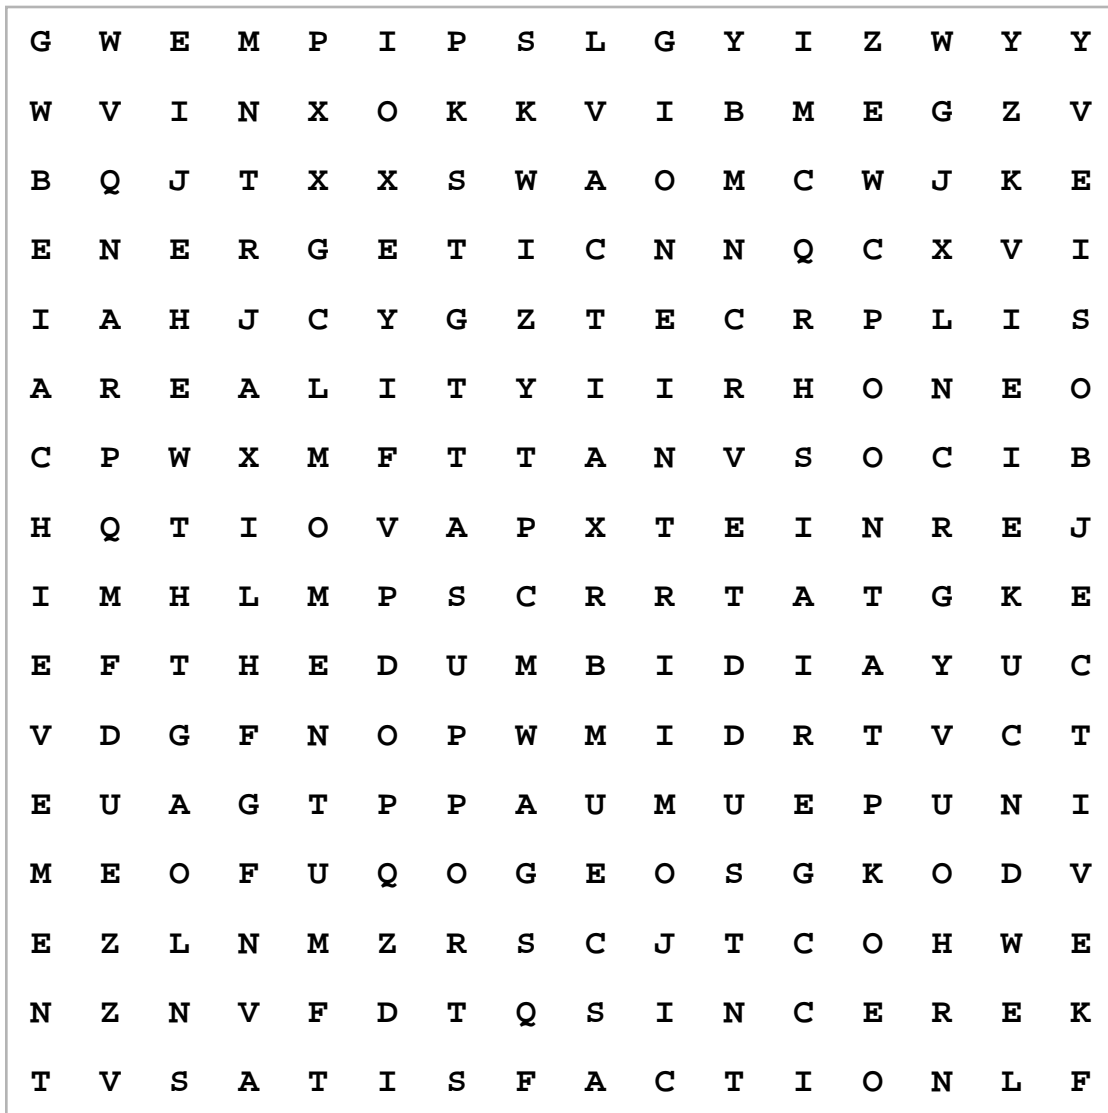 G W E M P I P S L G Y I Z W Y Y
W V I N X O K K V I B M E G Z V
B Q J T X X S W A O M C W J K E
E N E R G E T I C N N Q C X V I
I A H J C Y G Z T E C R P L I S
A R E A L I T Y I I R H O N E O
C P W X M F T T A N V S O C I B
H Q T I O V A P X T E I N R E J
I M H L M P S C R R T A T G K E
E F T H E D U M B I D I A Y U C
V D G F N O P W M I D R T V C T
E U A G T P P A U M U E P U N I
M E O F U Q O G E O S G K O D V
E Z L N M Z R S C J T C O H W E
N Z N V F D T Q S I N C E R E K
T V S A T I S F A C T I O N L F